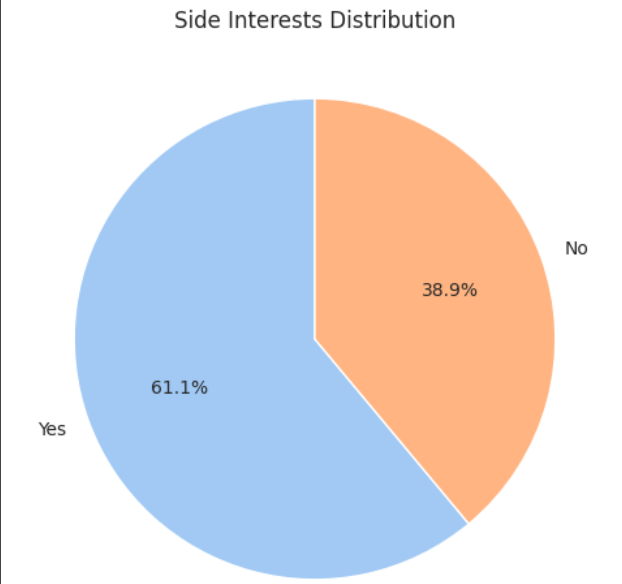 Side Interests Distribution
No
38.9%
61.1%
Yes